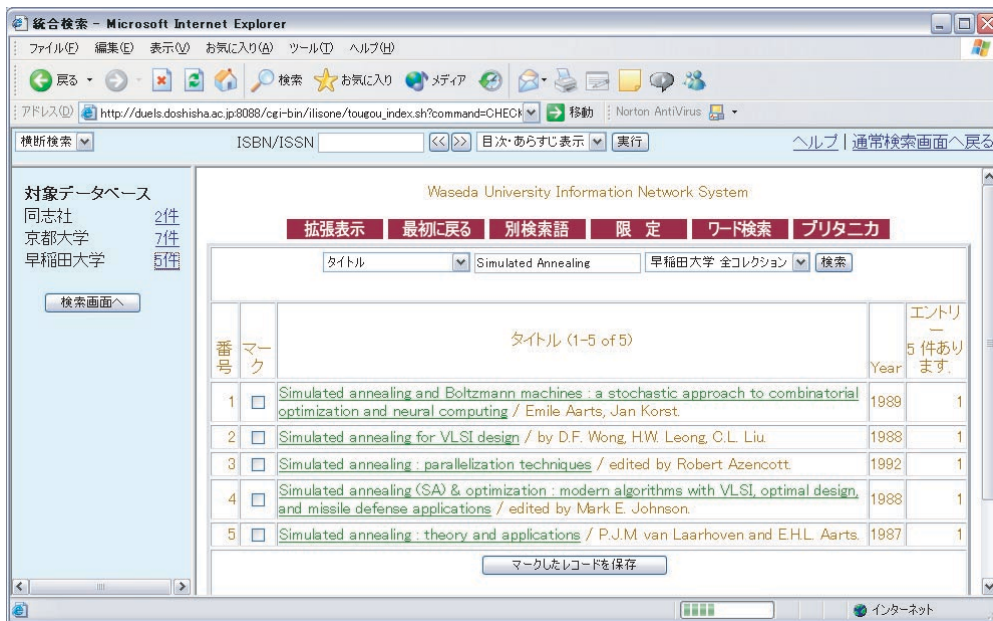 統合検索 - Microsoft Internet Explorer
ファイル(F) 編集(E) 表示(V) お気に入り(A) ツール(T) ヘルプ(H)
戻る 検索 お気に入り メディア
アドレス(D) http://duels.doshisha.ac.jp:8088/cgi-bin/ilisone/tougou_index.sh?command=CHECK 移動 Norton AntiVirus
横断検索 ISBN/ISSN << >> 目次・あらすじ表示 実行 ヘルプ | 通常検索画面へ戻る
対象データベース
同志社 2件
京都大学 7件
早稲田大学 5件
検索画面へ
Waseda University Information Network System
拡張表示 最初に戻る 別検索語 限 定 ワード検索 ブリタニカ
タイトル Simulated Annealing 早稲田大学 全コレクション 検索
番号 マーク タイトル (1-5 of 5) Year エントリー 5 件あります.
1 Simulated annealing and Boltzmann machines : a stochastic approach to combinatorial
optimization and neural computing / Emile Aarts, Jan Korst. 1989 1
2 Simulated annealing for VLSI design / by D.F. Wong, H.W. Leong, C.L. Liu. 1988 1
3 Simulated annealing : parallelization techniques / edited by Robert Azencott. 1992 1
4 Simulated annealing (SA) & optimization : modern algorithms with VLSI, optimal design,
and missile defense applications / edited by Mark E. Johnson. 1988 1
5 Simulated annealing : theory and applications / P.J.M. van Laarhoven and E.H.L. Aarts. 1987 1
マークしたレコードを保存
インターネット